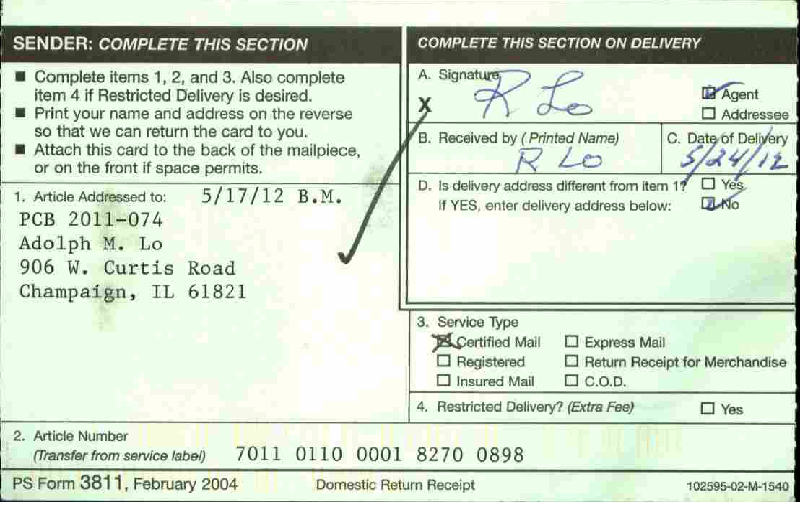 SENDER: COMPLETE THIS SECTION
■ Complete items 1, 2, and 3. Also complete
item 4 if Restricted Delivery is desired.
■ Print your name and address on the reverse
so that we can return the card to you.
■ Attach this card to the back of the mailpiece,
or on the front if space permits.
1. Article Addressed to: 5/17/12 B.M.
PCB 2011-074
Adolph M. Lo
906 W. Curtis Road
Champaign, IL 61821
2. Article Number
(Transfer from service label) 7011 0110 0001 8270 0898
COMPLETE THIS SECTION ON DELIVERY
A. Signature
X R Lo
☑ Agent
☐ Addressee
B. Received by (Printed Name) C. Date of Delivery
R LO 5/24/12
D. Is delivery address different from item 1? ☐ Yes
If YES, enter delivery address below: ☑ No
3. Service Type
☒ Certified Mail ☐ Express Mail
☐ Registered ☐ Return Receipt for Merchandise
☐ Insured Mail ☐ C.O.D.
4. Restricted Delivery? (Extra Fee) ☐ Yes
PS Form 3811, February 2004 Domestic Return Receipt 102595-02-M-1540